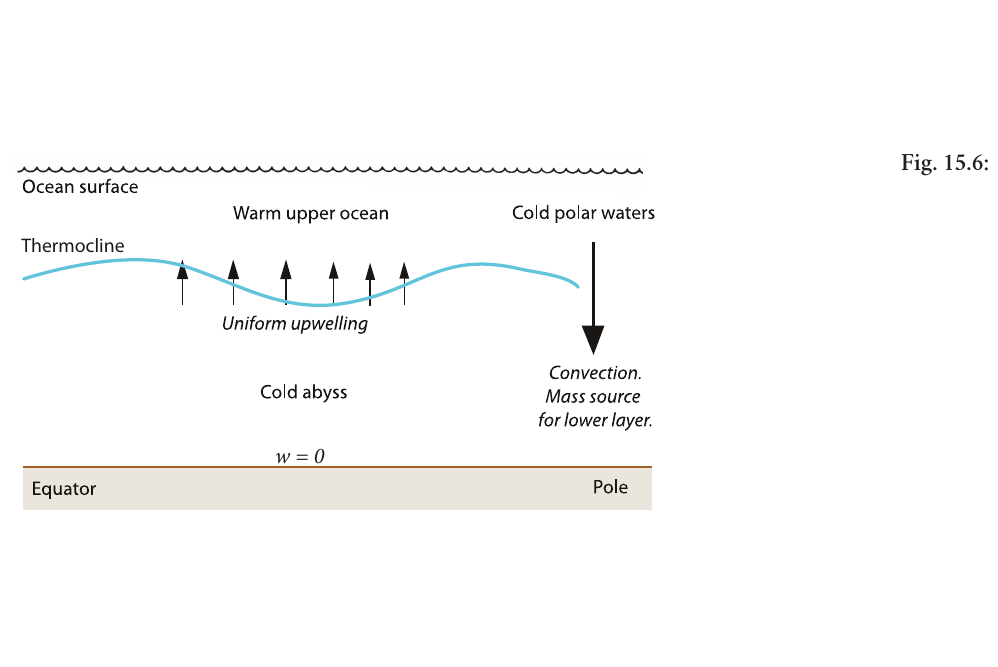 Fig. 15.6:
Ocean surface
Warm upper ocean
Cold polar waters
Thermocline
Uniform upwelling
Convection.
Mass source
for lower layer.
Cold abyss
w = 0
Equator
Pole